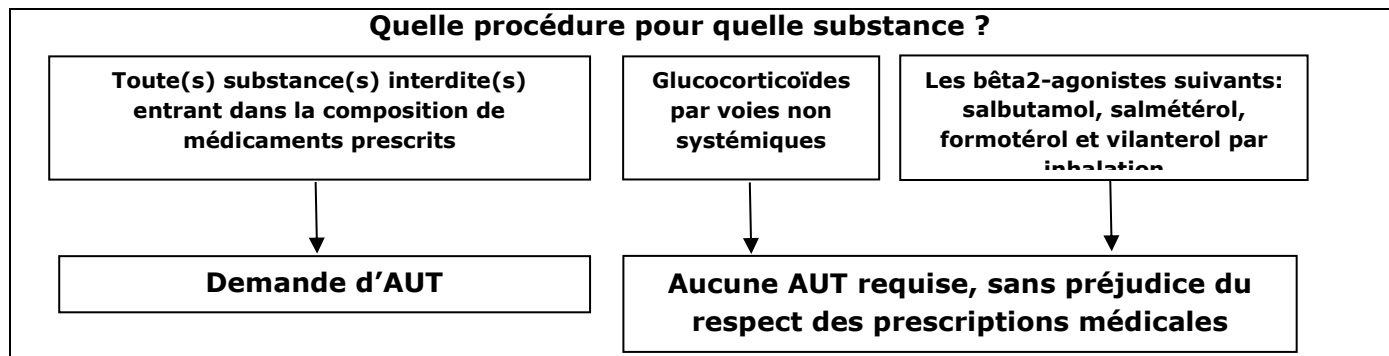 Quelle procédure pour quelle substance ?
Toute(s) substance(s) interdite(s)
entrant dans la composition de
médicaments prescrits
Glucocorticoïdes
par voies non
systémiques
Les bêta2-agonistes suivants:
salbutamol, salmétérol,
formotérol et vilanterol par
inhalation
Demande d’AUT
Aucune AUT requise, sans préjudice du
respect des prescriptions médicales